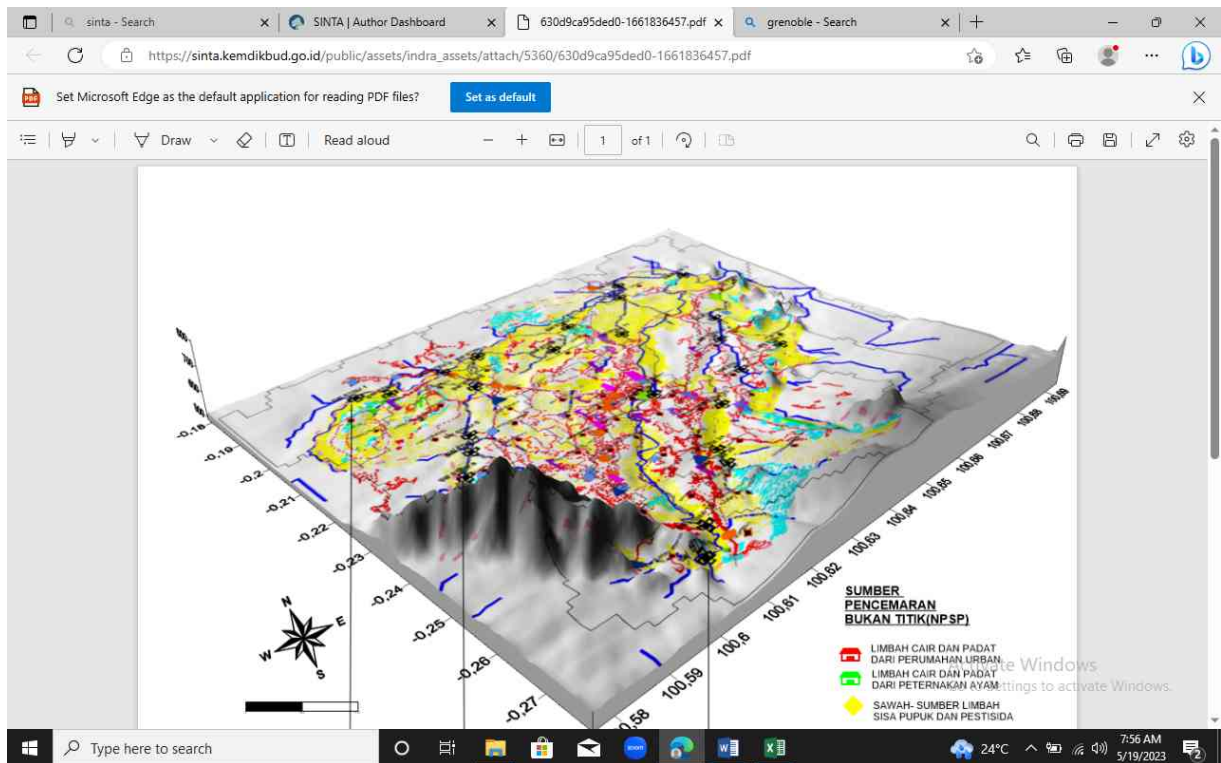 sinta - Search
SINTA | Author Dashboard
630d9ca95ded0-1661836457.pdf
grenoble - Search
https://sinta.kemdikbud.go.id/public/assets/indra_assets/attach/5360/630d9ca95ded0-1661836457.pdf
Set Microsoft Edge as the default application for reading PDF files?
Set as default
Draw
Read aloud
1
of 1
-0,18
-0,19
-0,2
-0,21
-0,22
-0,23
-0,24
-0,25
-0,26
-0,27
100,58
100,59
100,6
100,61
100,62
100,63
100,64
100,65
100,66
100,67
100,68
100,69
N
E
W
S
SUMBER
PENCEMARAN
BUKAN TITIK(NPSP)
LIMBAH CAIR DAN PADAT
DARI PERUMAHAN URBAN
LIMBAH CAIR DAN PADAT
DARI PETERNAKAN AYAM
SAWAH- SUMBER LIMBAH
SISA PUPUK DAN PESTISIDA
Activate Windows
Go to Settings to activate Windows.
Type here to search
zoom
24°C
7:56 AM
5/19/2023
2